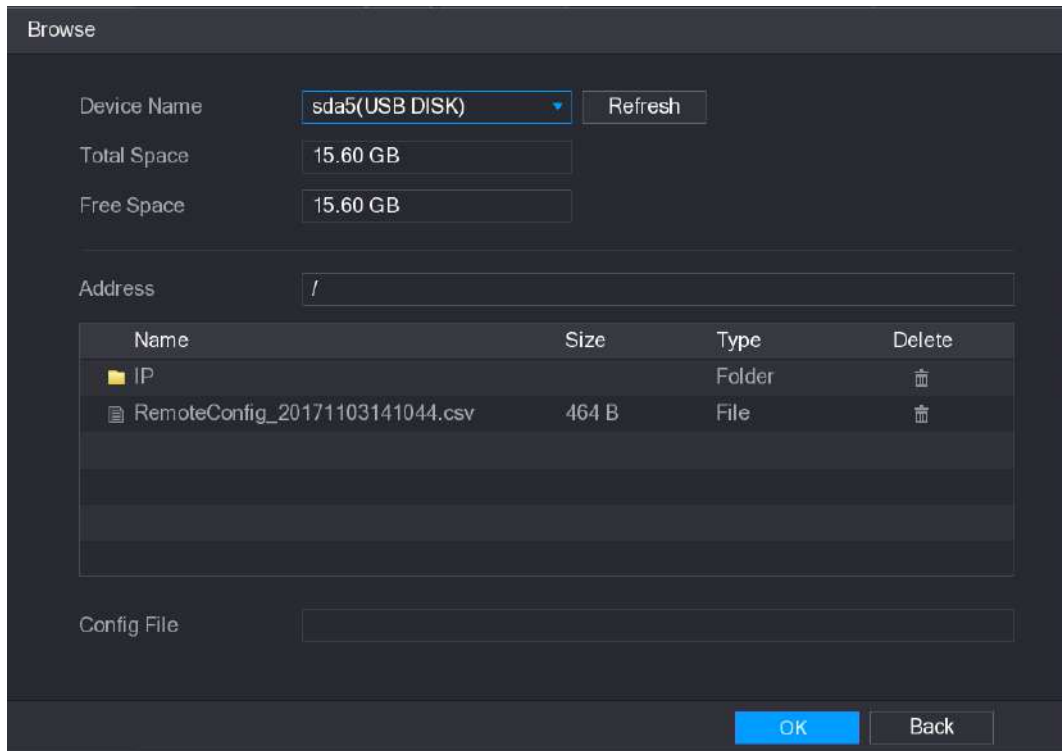 Browse
Device Name sda5(USB DISK) Refresh
Total Space 15.60 GB
Free Space 15.60 GB
Address /
Name Size Type Delete
IP Folder
RemoteConfig_20171103141044.csv 464 B File
Config File
OK Back